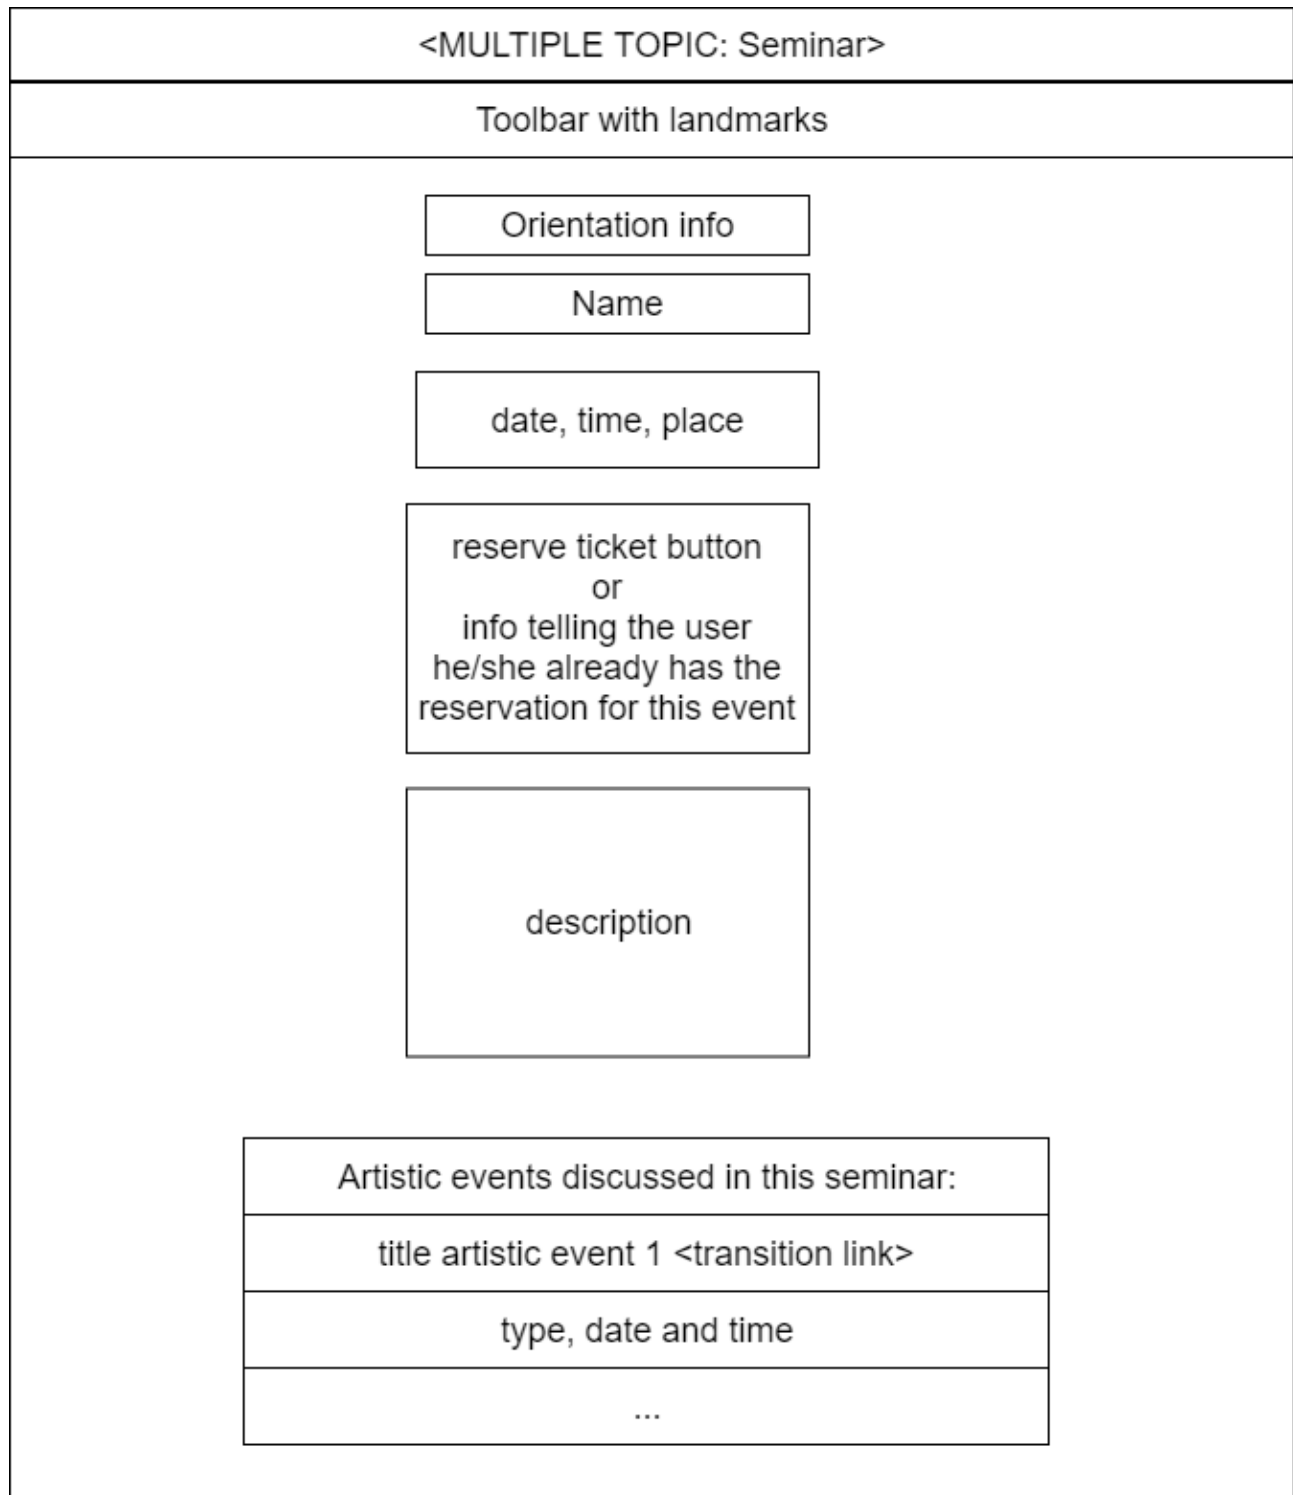 <MULTIPLE TOPIC: Seminar>
Toolbar with landmarks
Orientation info
Name
date, time, place
reserve ticket button
or
info telling the user
he/she already has the
reservation for this event
description
Artistic events discussed in this seminar:
title artistic event 1 <transition link>
type, date and time
...